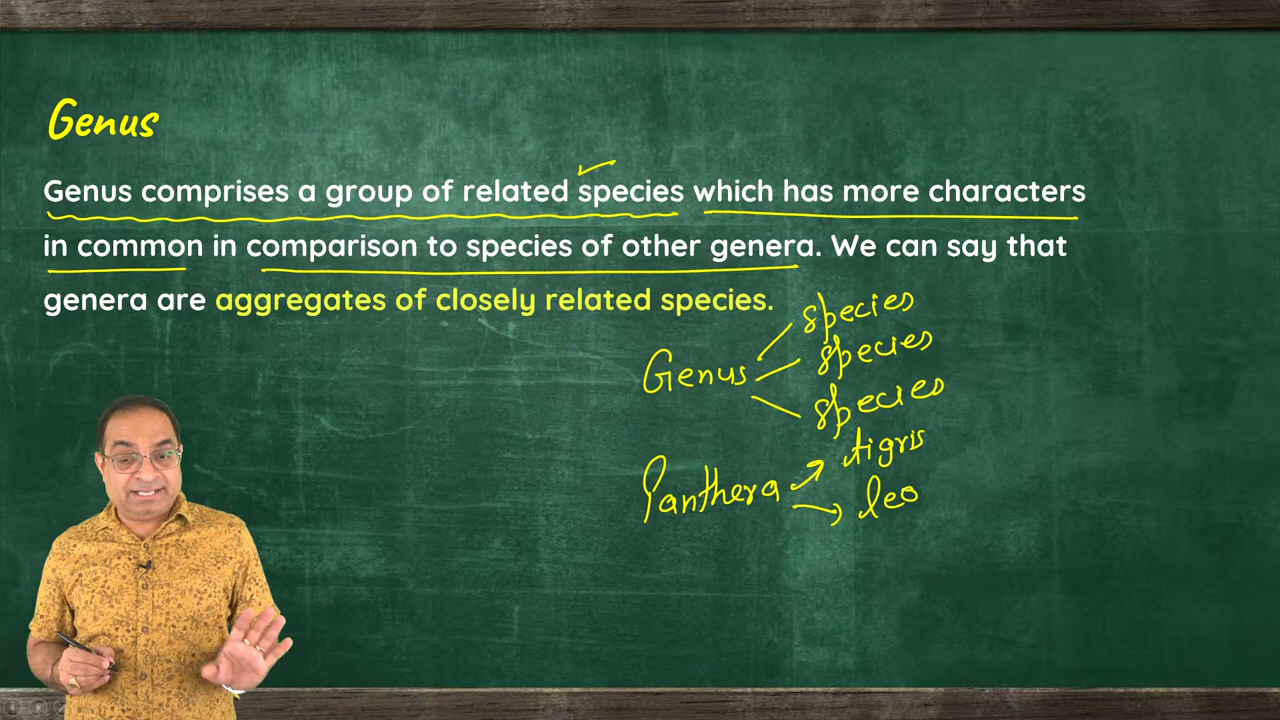 Genus
Genus comprises a group of related species which has more characters
in common in comparison to species of other genera. We can say that
genera are aggregates of closely related species.
species
Genus species
species
Panthera tigris
leo